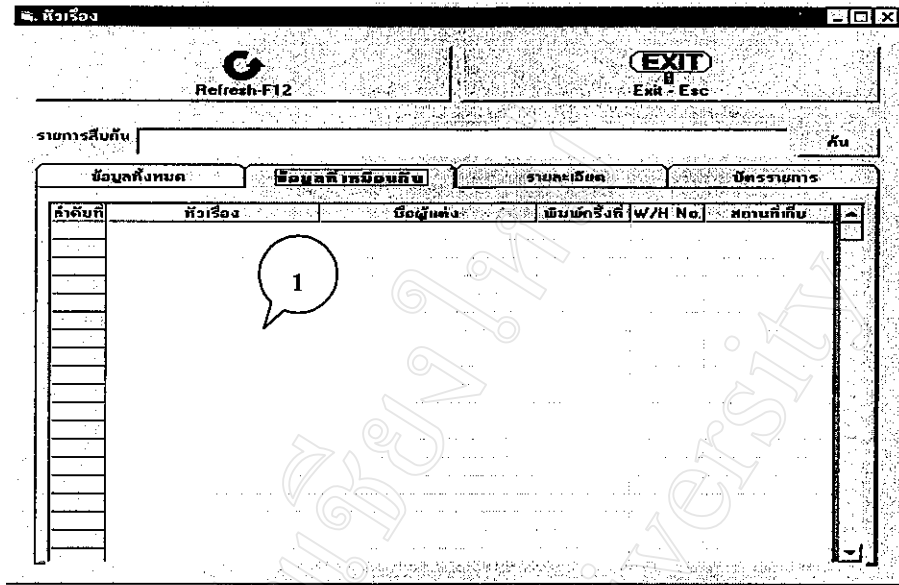 หัวเรื่อง
Refresh-F12
EXIT
Exit - Esc
รายการสืบค้น
ค้น
ข้อมูลทั้งหมด ข้อมูลที่เหมือนกัน รายละเอียด บัตรรายการ
ลำดับที่ หัวเรื่อง ชื่อผู้แต่ง พิมพ์ครั้งที่ W/H No. สถานที่เก็บ
1